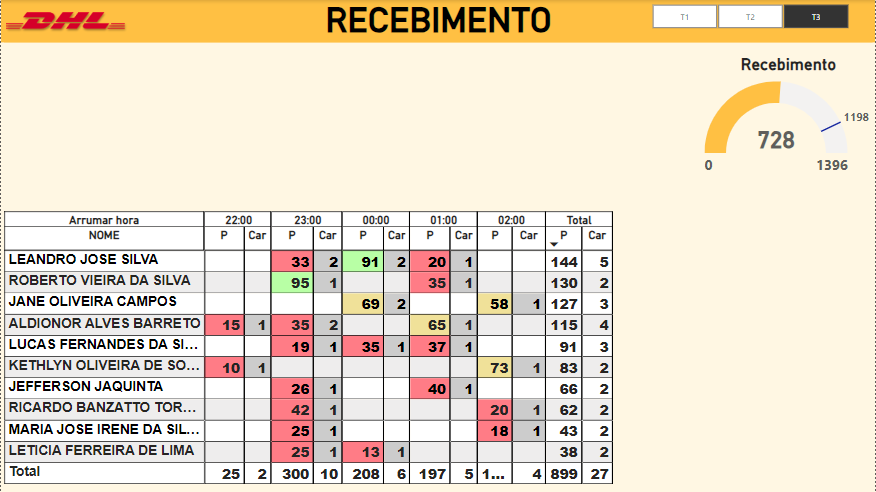 DHL
RECEBIMENTO
T1 T2 T3
Recebimento
1198
728
0 1396
Arrumar hora 22:00 23:00 00:00 01:00 02:00 Total
NOME P Car P Car P Car P Car P Car P Car
LEANDRO JOSE SILVA 33 2 91 2 20 1 144 5
ROBERTO VIEIRA DA SILVA 95 1 35 1 130 2
JANE OLIVEIRA CAMPOS 69 2 58 1 127 3
ALDIONOR ALVES BARRETO 15 1 35 2 65 1 115 4
LUCAS FERNANDES DA SI... 19 1 35 1 37 1 91 3
KETHLYN OLIVEIRA DE SO... 10 1 73 1 83 2
JEFFERSON JAQUINTA 26 1 40 1 66 2
RICARDO BANZATTO TOR... 42 1 20 1 62 2
MARIA JOSE IRENE DA SIL... 25 1 18 1 43 2
LETICIA FERREIRA DE LIMA 25 1 13 1 38 2
Total 25 2 300 10 208 6 197 5 1... 4 899 27